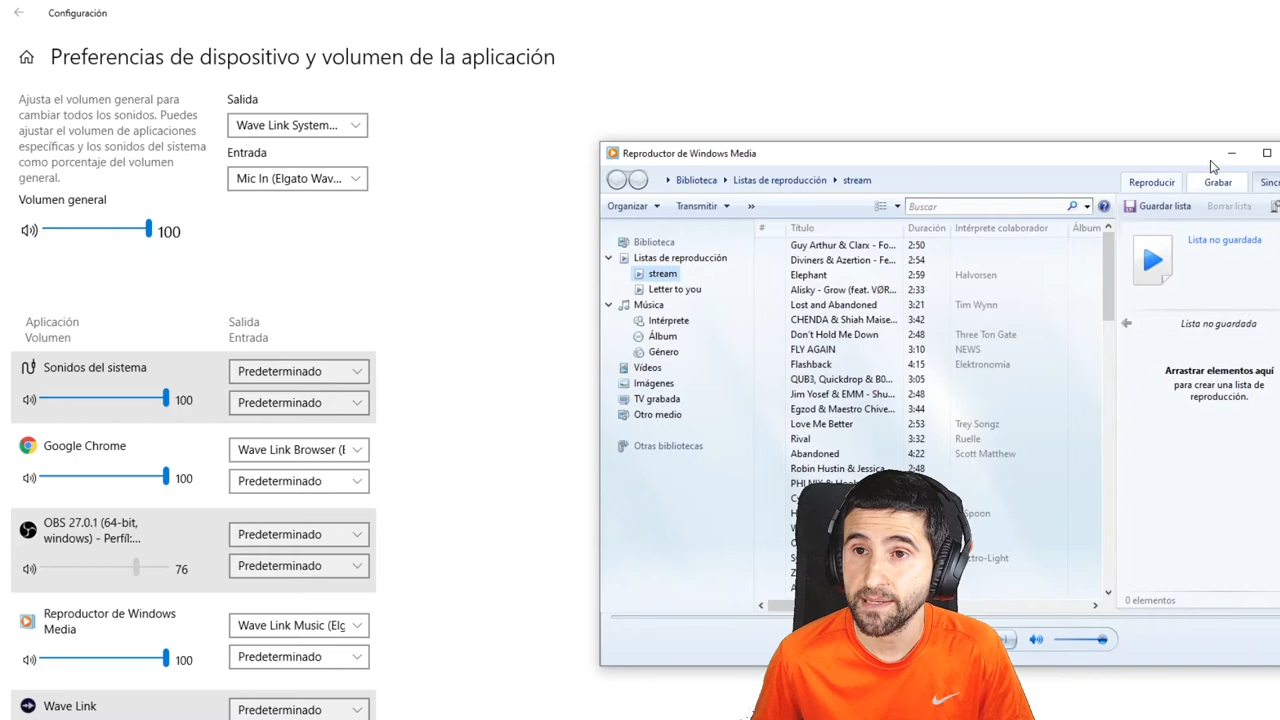 Configuración
Preferencias de dispositivo y volumen de la aplicación
Ajusta el volumen general para
cambiar todos los sonidos. Puedes
ajustar el volumen de aplicaciones
específicas y los sonidos del sistema
como porcentaje del volumen
general.
Volumen general
100
Salida
Wave Link System...
Entrada
Mic In (Elgato Wav...
Aplicación
Volumen
Salida
Entrada
Sonidos del sistema
Predeterminado
100
Predeterminado
Google Chrome
Wave Link Browser (E
100
Predeterminado
OBS 27.0.1 (64-bit,
windows) - Perfil:...
Predeterminado
76
Predeterminado
Reproductor de Windows
Media
Wave Link Music (Elg
100
Predeterminado
Wave Link
Predeterminado
Reproductor de Windows Media
Biblioteca
Listas de reproducción
stream
Reproducir
Grabar
Sinc
Organizar
Transmitir
»
Buscar
Guardar lista
Borrar lista
Biblioteca
Listas de reproducción
stream
Letter to you
Música
Intérprete
Álbum
Género
Vídeos
Imágenes
TV grabada
Otro medio
Otras bibliotecas
# Título Duración Intérprete colaborador Álbum
Guy Arthur & Clarx - Fo... 2:50
Diviners & Azertion - Fe... 2:54
Elephant 2:59 Halvorsen
Alisky - Grow (feat. VØR... 2:33
Lost and Abandoned 3:21 Tim Wynn
CHENDA & Shiah Maise... 3:42
Don't Hold Me Down 2:48 Three Ton Gate
FLY AGAIN 3:10 NEWS
Flashback 4:15 Elektronomia
QUB3, Quickdrop & B0... 3:05
Jim Yosef & EMM - Shu... 2:48
Egzod & Maestro Chive... 3:44
Love Me Better 2:53 Trey Songz
Rival 3:32 Ruelle
Abandoned 4:22 Scott Matthew
Robin Hustin & Jessica 2:48
Spoon
ctro-Light
Lista no guardada
Lista no guardada
Arrastrar elementos aquí
para crear una lista de
reproducción.
0 elementos